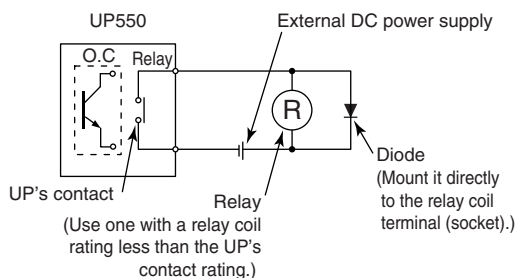 UP550
External DC power supply
O.C
Relay
R
UP's contact
Relay
(Use one with a relay coil
rating less than the UP's
contact rating.)
Diode
(Mount it directly
to the relay coil
terminal (socket).)